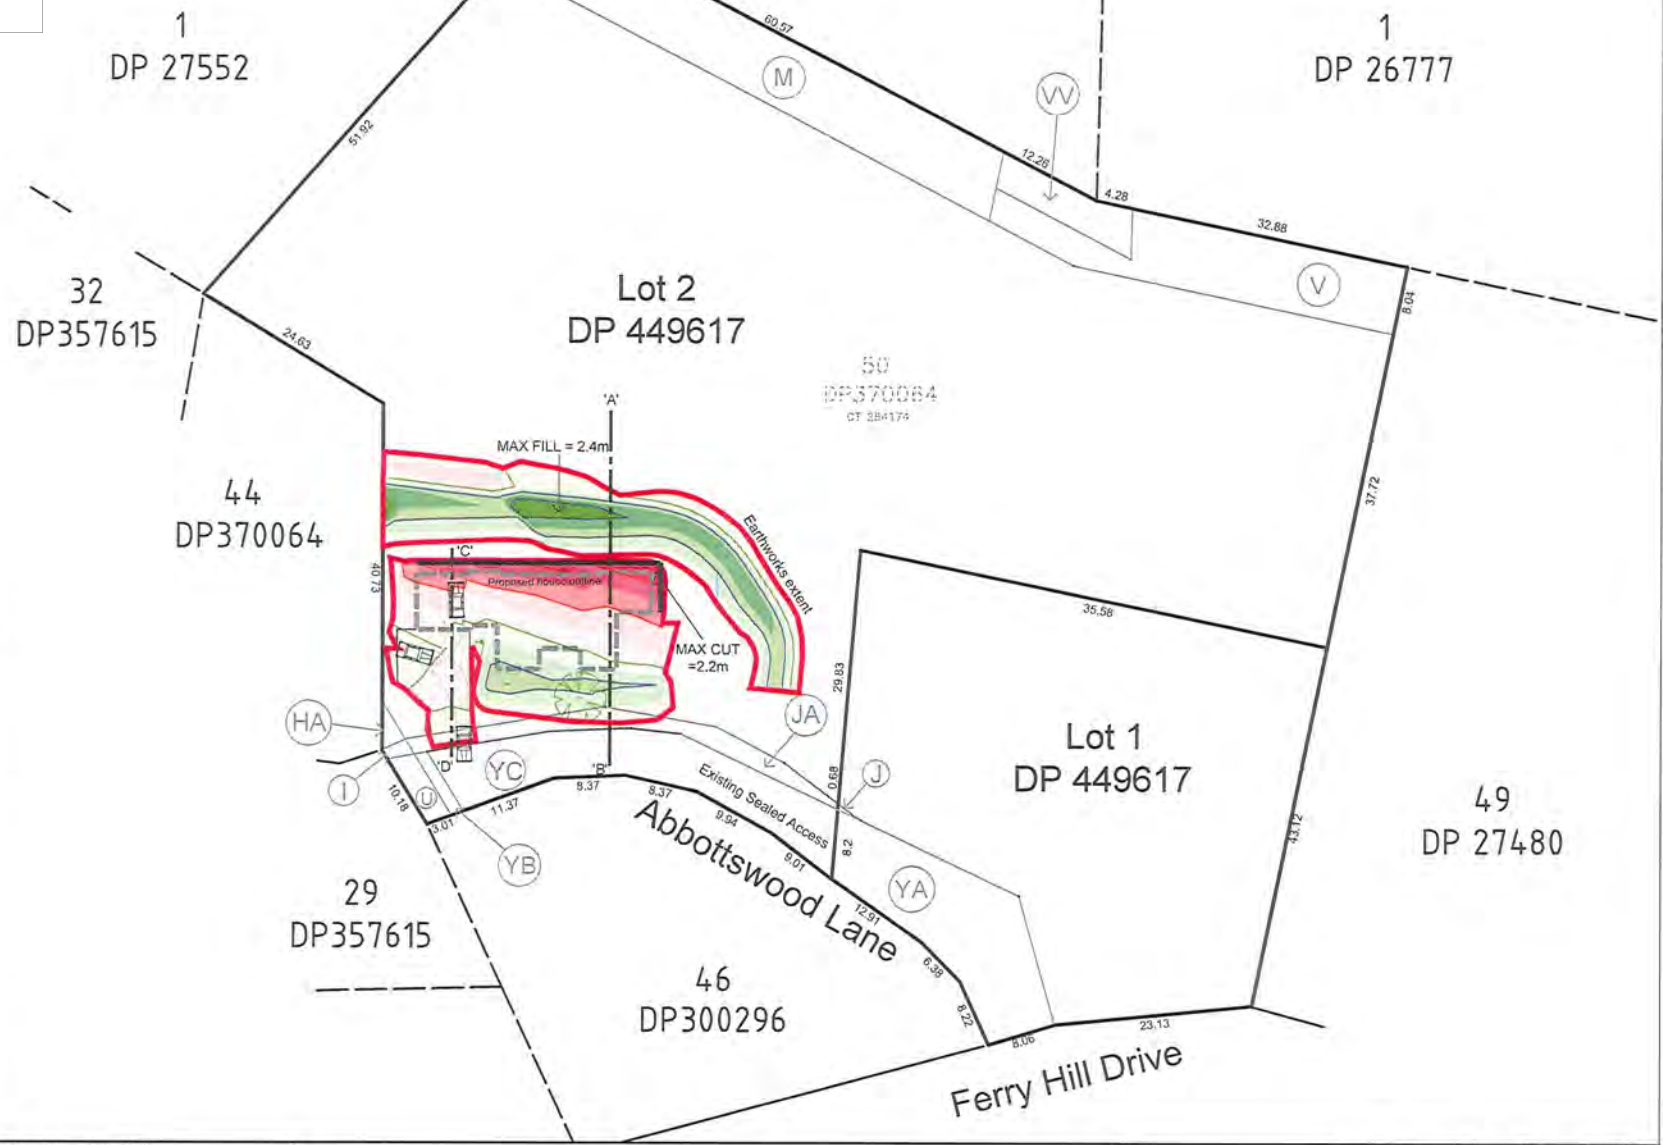 1
DP 27552
60.57
M
VV
1
DP 26777
51.92
12.26
4.28
32.88
V
8.04
32
DP357615
24.63
Lot 2
DP 449617
50
DP370064
CT 284174
'A'
MAX FILL = 2.4m
44
DP370064
37.72
Earthworks extent
'C'
Proposed house outline
40.73
35.58
MAX CUT
=2.2m
29.83
HA
JA
Lot 1
DP 449617
I
'D'
YC
'B'
0.68
J
10.18
U
3.01
11.37
8.37
8.37
Existing Sealed Access
9.94
9.01
8.2
43.12
49
DP 27480
YB
Abbottswood Lane
YA
12.91
29
DP357615
6.38
46
DP300296
8.22
8.06
23.13
Ferry Hill Drive